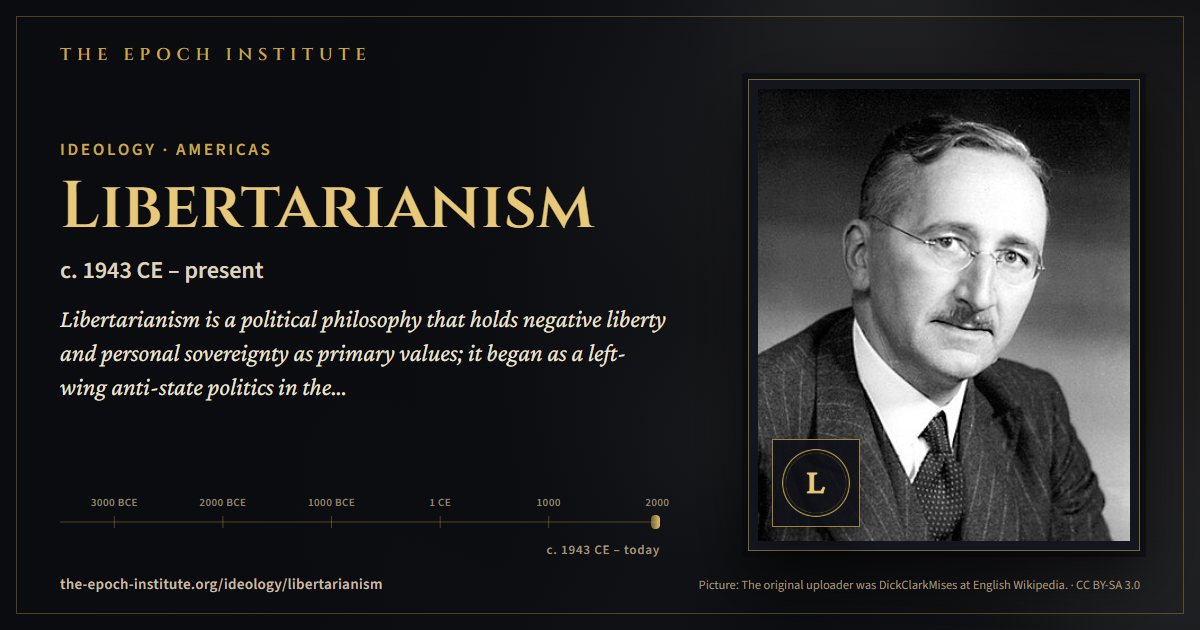 THE EPOCH INSTITUTE
IDEOLOGY · AMERICAS
LIBERTARIANISM
c. 1943 CE – present
Libertarianism is a political philosophy that holds negative liberty
and personal sovereignty as primary values; it began as a left-
wing anti-state politics in the...
L
3000 BCE 2000 BCE 1000 BCE 1 CE 1000 2000
c. 1943 CE – today
the-epoch-institute.org/ideology/libertarianism
Picture: The original uploader was DickClarkMises at English Wikipedia. · CC BY-SA 3.0